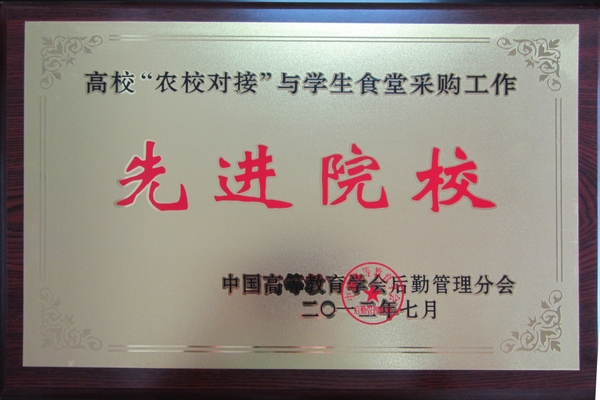 高校“农校对接”与学生食堂采购工作
先进院校
中国高等教育学会后勤管理分会
二〇一二年七月